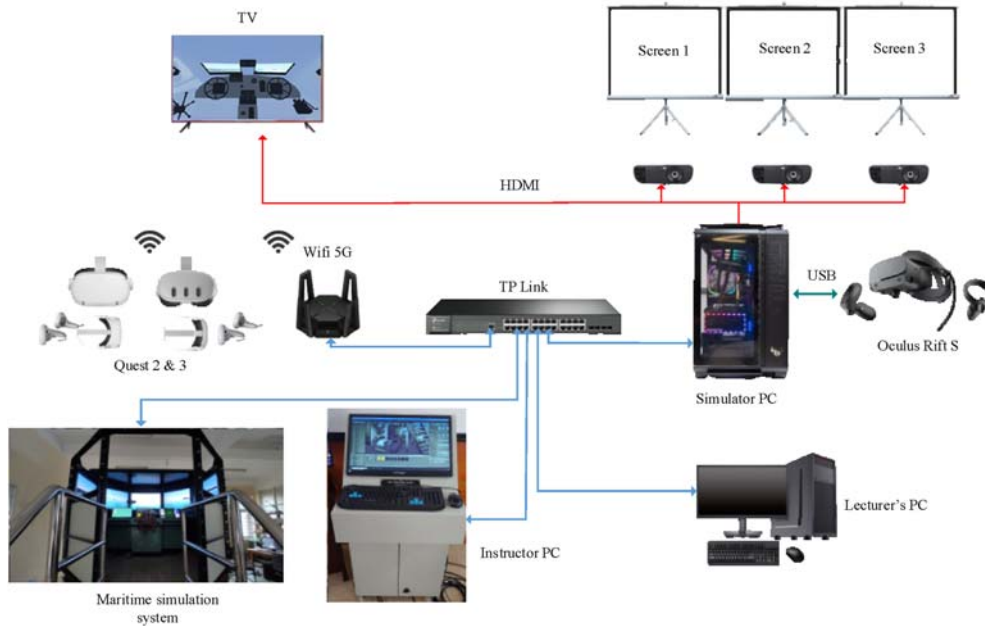 TV
Screen 1
Screen 2
Screen 3
HDMI
Wifi 5G
TP Link
USB
Quest 2 & 3
Oculus Rift S
Simulator PC
Lecturer's PC
Instructor PC
Maritime simulation
system